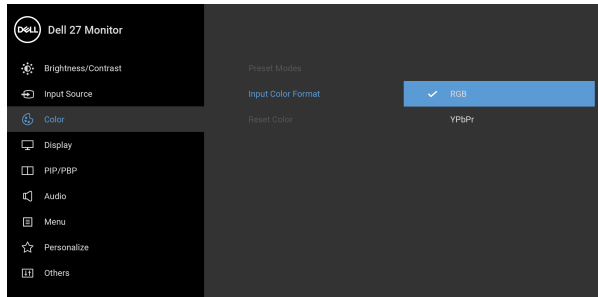 DELL
Dell 27 Monitor
Brightness/Contrast
Input Source
Color
Display
PIP/PBP
Audio
Menu
Personalize
Others
Preset Modes
Input Color Format
Reset Color
RGB
YPbPr